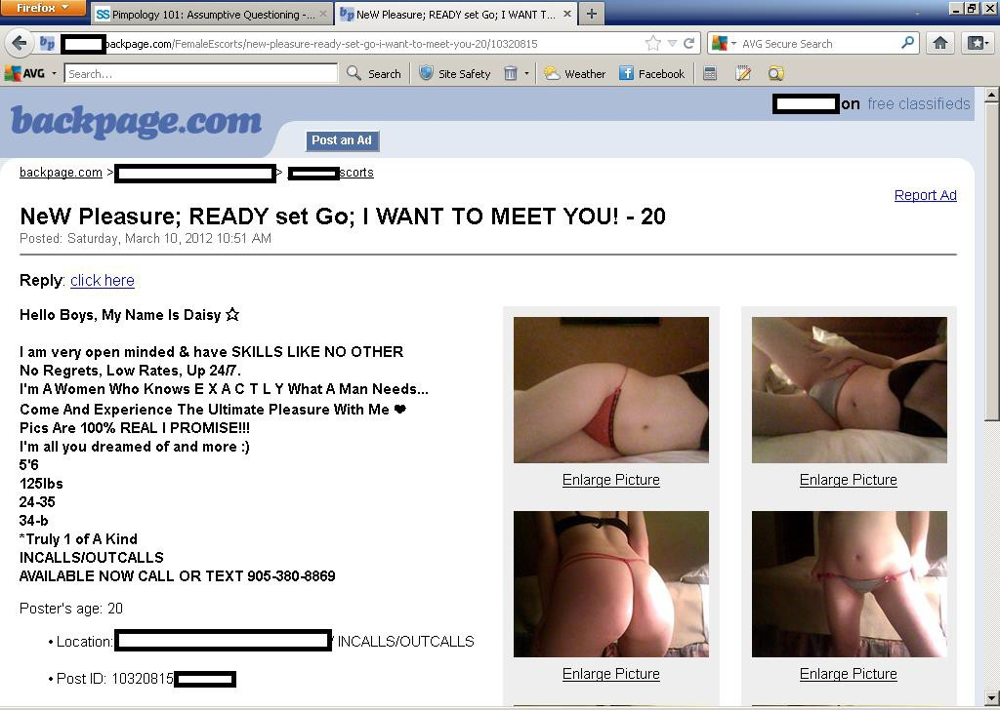 Firefox
Pimpology 101: Assumptive Questioning -...
NeW Pleasure; READY set Go; I WANT T...
backpage.com/FemaleEscorts/new-pleasure-ready-set-go-i-want-to-meet-you-20/10320815
AVG Secure Search
AVG Search... Search Site Safety Weather Facebook
backpage.com
on free classifieds
Post an Ad
backpage.com > > scorts
Report Ad
NeW Pleasure; READY set Go; I WANT TO MEET YOU! - 20
Posted: Saturday, March 10, 2012 10:51 AM
Reply: click here
Hello Boys, My Name Is Daisy ☆
I am very open minded & have SKILLS LIKE NO OTHER
No Regrets, Low Rates, Up 24/7.
I'm A Women Who Knows E X A C T L Y What A Man Needs...
Come And Experience The Ultimate Pleasure With Me ❤
Pics Are 100% REAL I PROMISE!!!
I'm all you dreamed of and more :)
5'6
125lbs
24-35
34-b
*Truly 1 of A Kind
INCALLS/OUTCALLS
AVAILABLE NOW CALL OR TEXT 905-380-8869
Poster's age: 20
• Location: / INCALLS/OUTCALLS
• Post ID: 10320815
Enlarge Picture
Enlarge Picture
Enlarge Picture
Enlarge Picture